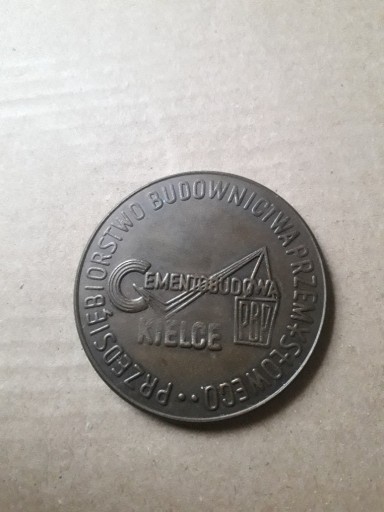 PRZEDSIĘBIORSTWO BUDOWNICTWA PRZEMYSŁOWEGO
CEMENTOBUDOWA
PBP
KIELCE